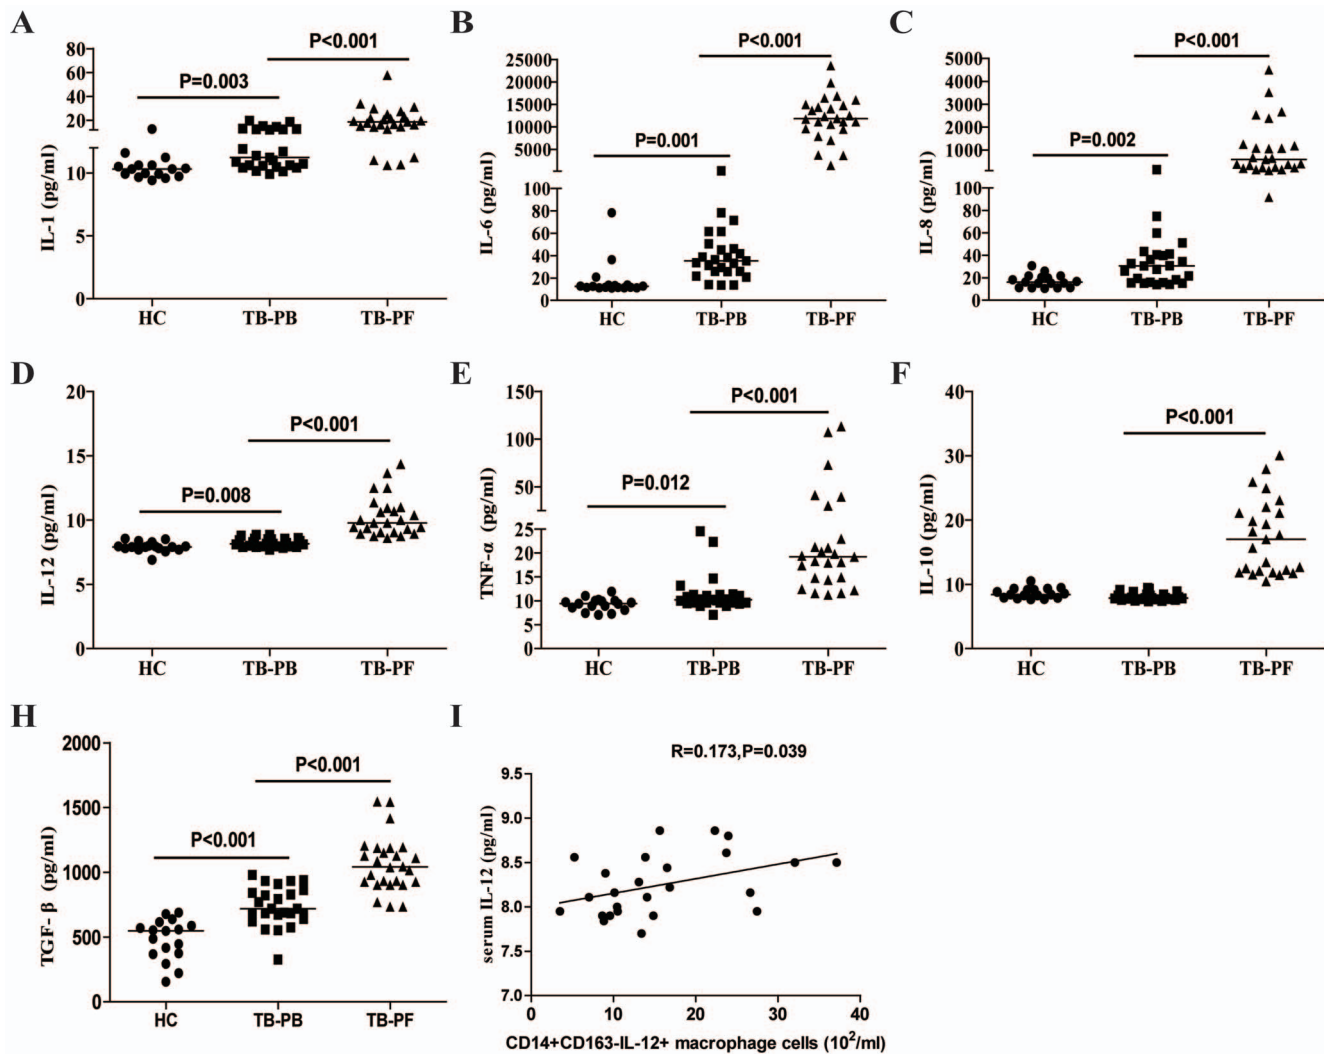 A
IL-1 (pg/ml)
80
60
40
20
10
5
0
P=0.003
P<0.001
HC TB-PB TB-PF
B
IL-6 (pg/ml)
25000
20000
15000
10000
5000
100
80
60
40
20
0
P=0.001
P<0.001
HC TB-PB TB-PF
C
IL-8 (pg/ml)
5000
4000
3000
2000
1000
100
80
60
40
20
0
P=0.002
P<0.001
HC TB-PB TB-PF
D
IL-12 (pg/ml)
20
15
10
5
0
P=0.008
P<0.001
HC TB-PB TB-PF
E
TNF-α (pg/ml)
150
100
50
25
20
15
10
5
0
P=0.012
P<0.001
HC TB-PB TB-PF
F
IL-10 (pg/ml)
40
30
20
10
0
P<0.001
HC TB-PB TB-PF
H
TGF- β (pg/ml)
2000
1500
1000
500
0
P<0.001
P<0.001
HC TB-PB TB-PF
I
R=0.173,P=0.039
serum IL-12 (pg/ml)
9.5
9.0
8.5
8.0
7.5
7.0
0 10 20 30 40
CD14+CD163-IL-12+ macrophage cells (10²/ml)